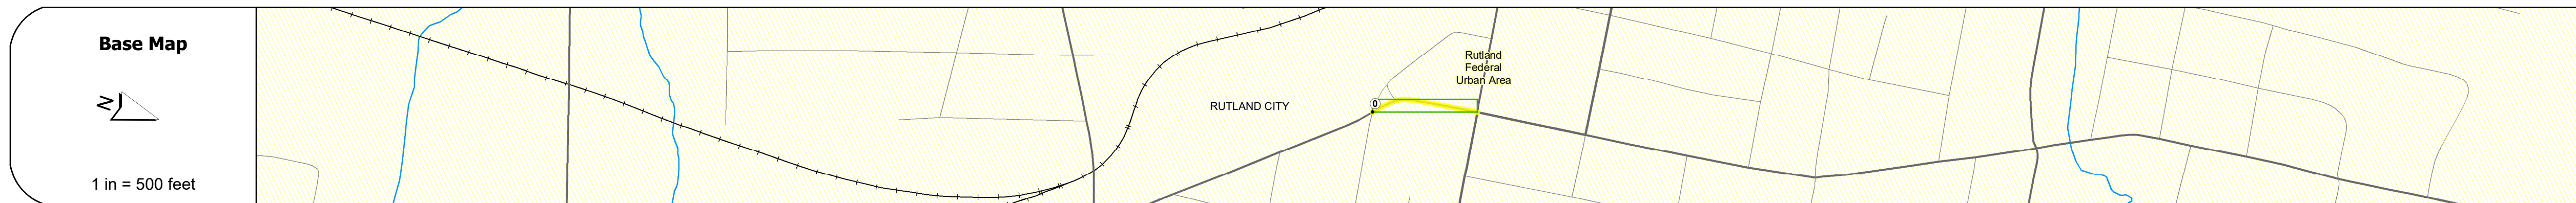 Base Map
N
1 in = 500 feet
RUTLAND CITY
0
Rutland
Federal
Urban Area